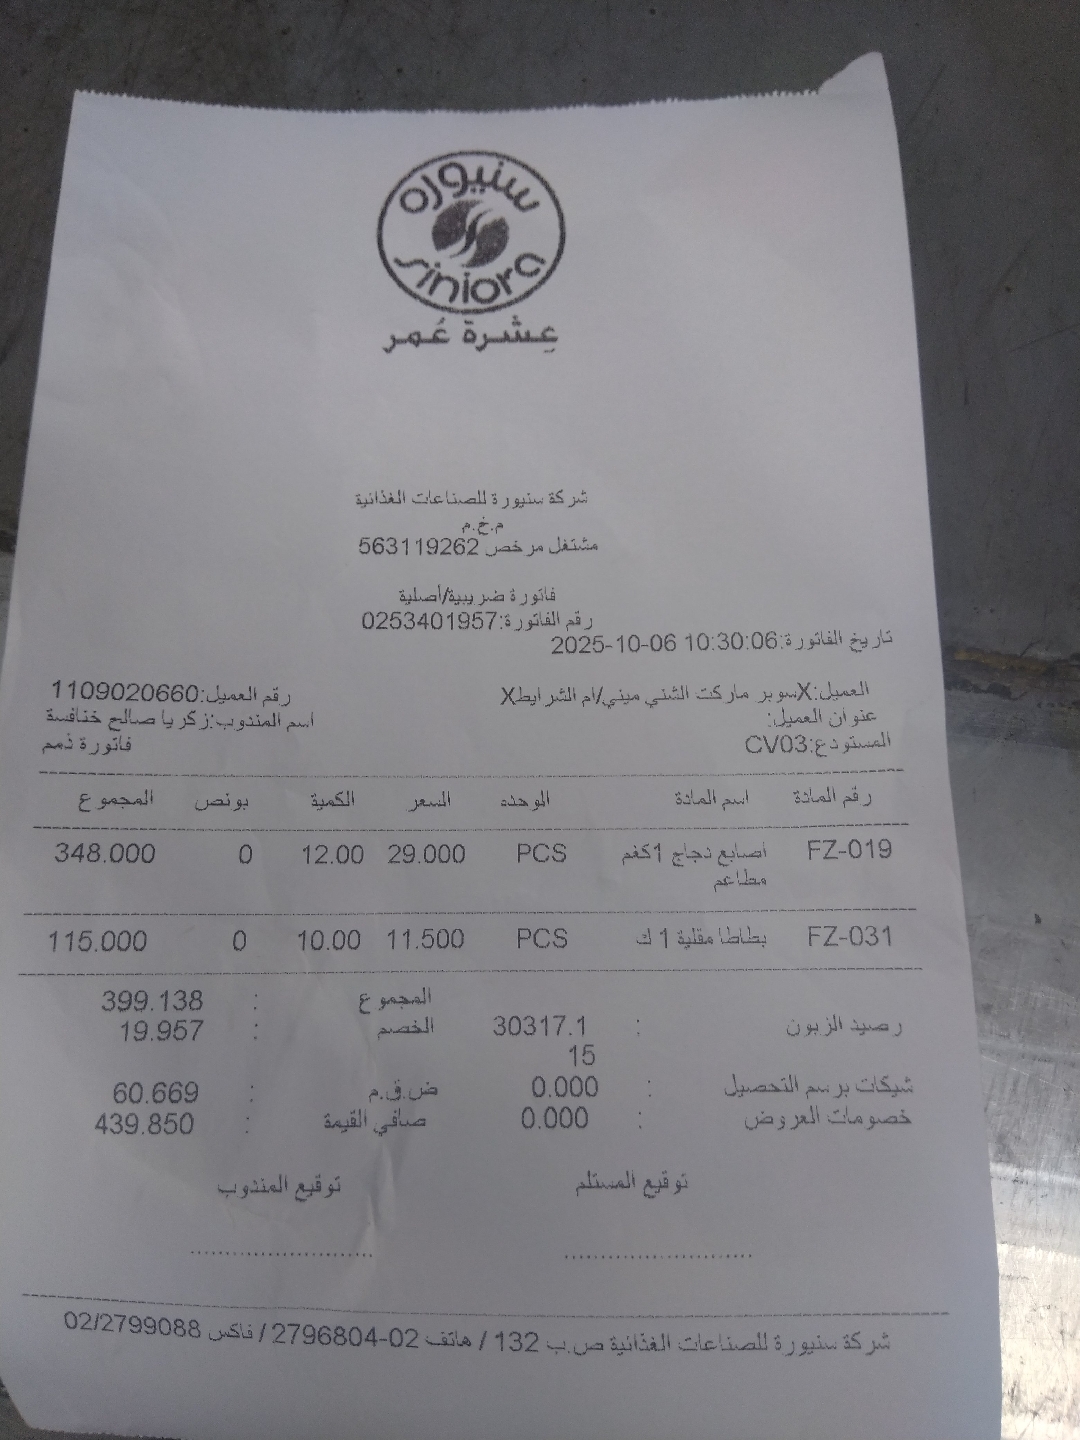 سنيورة
siniora
عِشرة عُمر
شركة سنيورة للصناعات الغذائية
م.خ.م
مشتغل مرخص 563119262
فاتورة ضريبية/أصلية
رقم الفاتورة:0253401957
تاريخ الفاتورة:2025-10-06 10:30:06
العميل:Xسوبر ماركت الشني ميني/ام الشرايطX رقم العميل:1109020660
عنوان العميل: اسم المندوب:زكريا صالح خنافسة
المستودع:CV03 فاتورة ذمم
رقم المادة اسم المادة الوحده السعر الكمية بونص المجموع
FZ-019 اصابع دجاج 1كغم PCS 29.000 12.00 0 348.000
مطاعم
FZ-031 بطاطا مقلية 1 ك PCS 11.500 10.00 0 115.000
المجموع : 399.138
رصيد الزبون : 30317.1 الخصم : 19.957
15
شيكات برسم التحصيل : 0.000 ض.ق.م : 60.669
خصومات العروض : 0.000 صافي القيمة : 439.850
توقيع المستلم توقيع المندوب
شركة سنيورة للصناعات الغذائية ص.ب 132 / هاتف 02-2796804 / فاكس 02/2799088